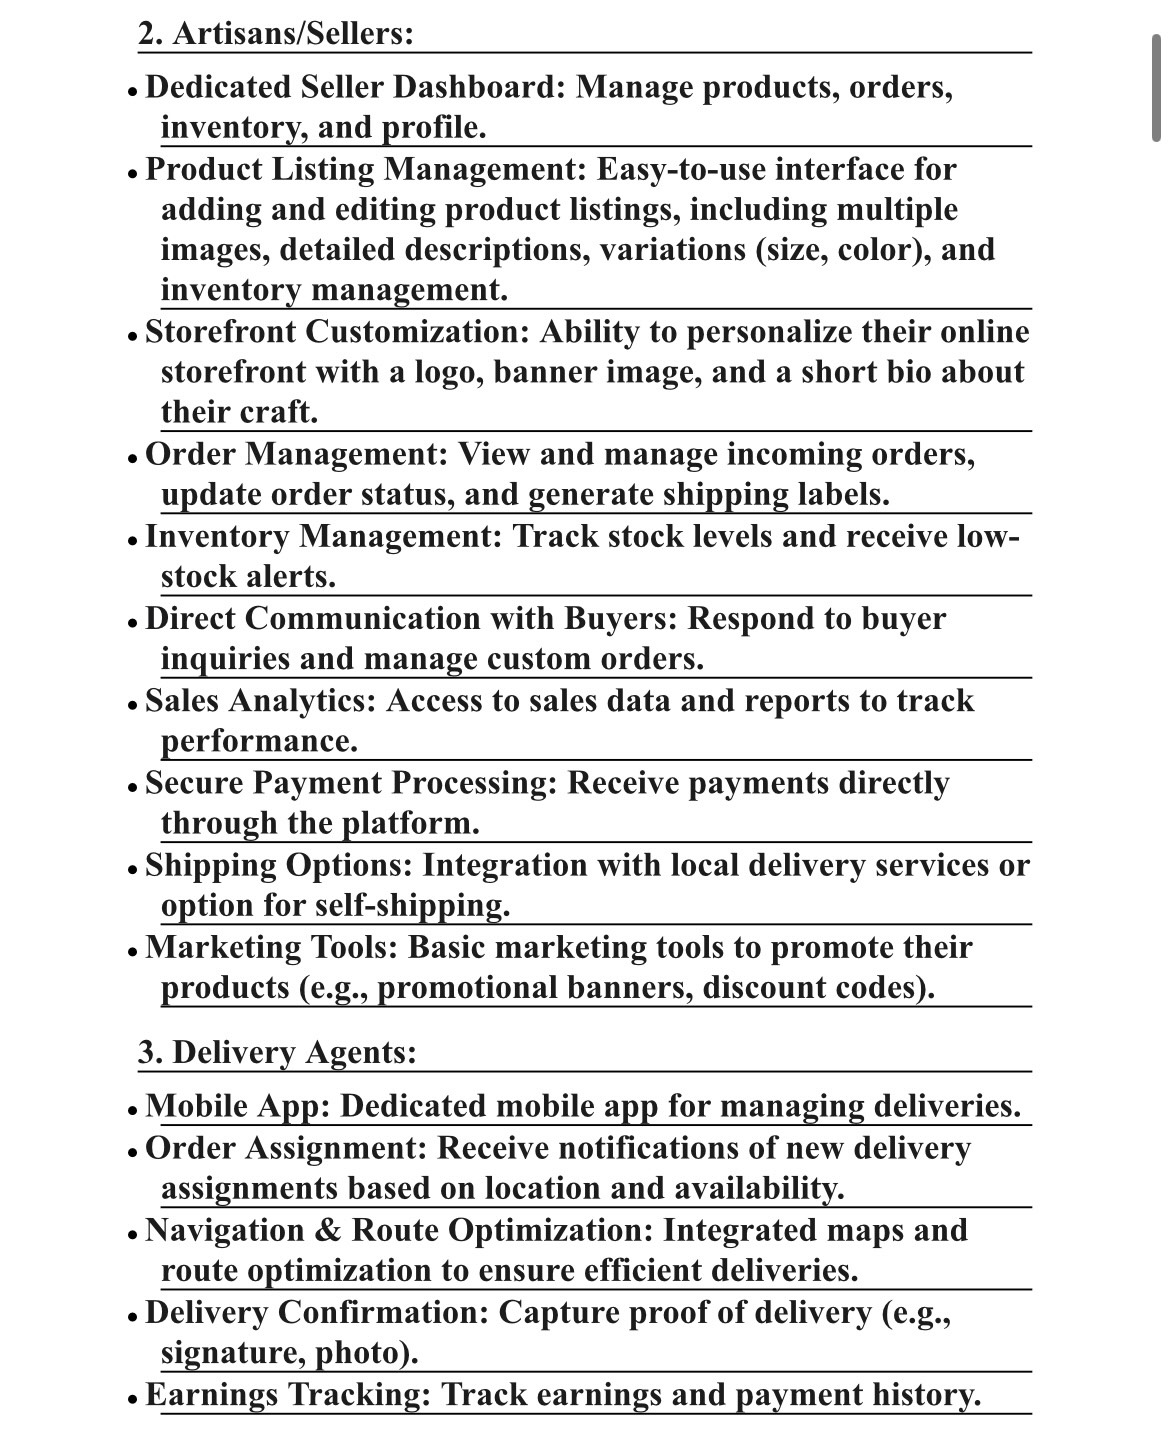 2. Artisans/Sellers:
• Dedicated Seller Dashboard: Manage products, orders,
inventory, and profile.
• Product Listing Management: Easy-to-use interface for
adding and editing product listings, including multiple
images, detailed descriptions, variations (size, color), and
inventory management.
• Storefront Customization: Ability to personalize their online
storefront with a logo, banner image, and a short bio about
their craft.
• Order Management: View and manage incoming orders,
update order status, and generate shipping labels.
• Inventory Management: Track stock levels and receive low-
stock alerts.
• Direct Communication with Buyers: Respond to buyer
inquiries and manage custom orders.
• Sales Analytics: Access to sales data and reports to track
performance.
• Secure Payment Processing: Receive payments directly
through the platform.
• Shipping Options: Integration with local delivery services or
option for self-shipping.
• Marketing Tools: Basic marketing tools to promote their
products (e.g., promotional banners, discount codes).
3. Delivery Agents:
• Mobile App: Dedicated mobile app for managing deliveries.
• Order Assignment: Receive notifications of new delivery
assignments based on location and availability.
• Navigation & Route Optimization: Integrated maps and
route optimization to ensure efficient deliveries.
• Delivery Confirmation: Capture proof of delivery (e.g.,
signature, photo).
• Earnings Tracking: Track earnings and payment history.